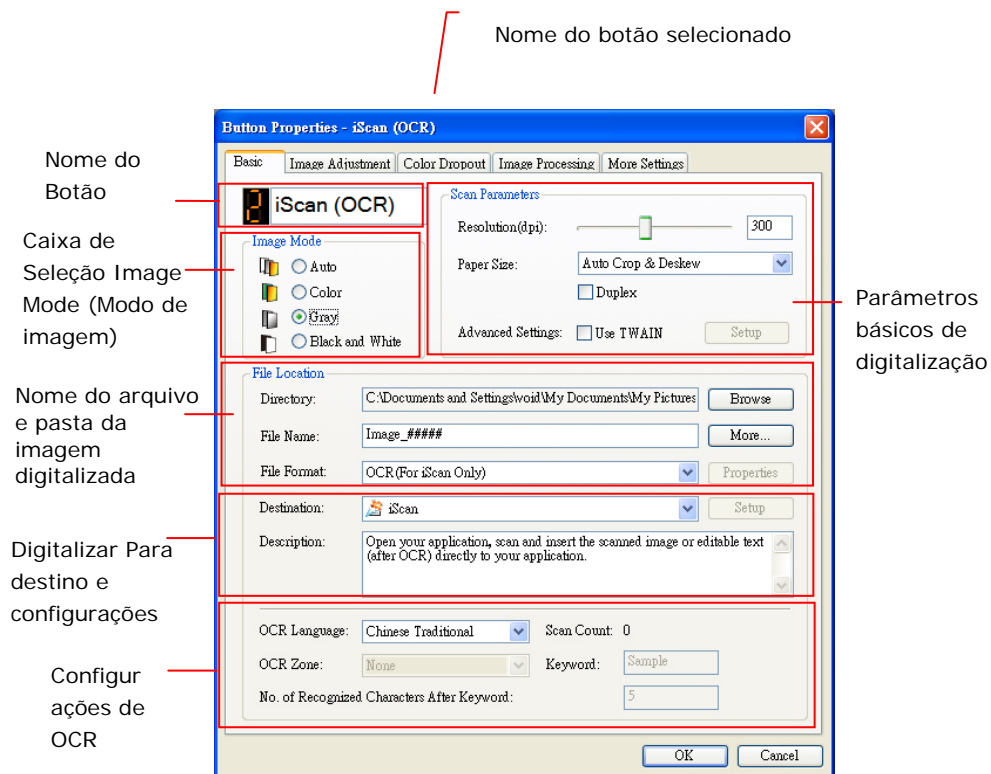 Nome do botão selecionado
Button Properties - iScan (OCR)
Basic Image Adjustment Color Dropout Image Processing More Settings
Nome do
Botão
2 iScan (OCR)
Caixa de
Seleção Image
Mode (Modo de
imagem)
Image Mode
Auto
Color
Gray
Black and White
Scan Parameters
Resolution(dpi): 300
Paper Size: Auto Crop & Deskew
Duplex
Advanced Settings: Use TWAIN Setup
Parâmetros
básicos de
digitalização
Nome do arquivo
e pasta da
imagem
digitalizada
File Location
Directory: C:\Documents and Settings\void\My Documents\My Pictures Browse
File Name: Image_##### More...
File Format: OCR(For iScan Only) Properties
Digitalizar Para
destino e
configurações
Destination: iScan Setup
Description: Open your application, scan and insert the scanned image or editable text
(after OCR) directly to your application.
Configur
ações de
OCR
OCR Language: Chinese Traditional Scan Count: 0
OCR Zone: None Keyword: Sample
No. of Recognized Characters After Keyword: 5
OK Cancel